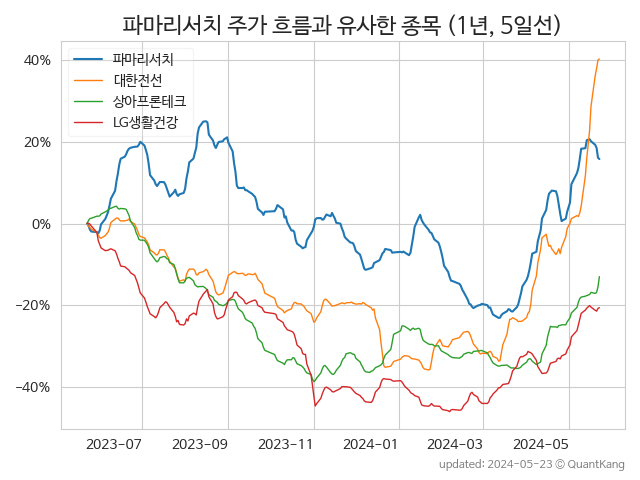 파마리서치 주가 흐름과 유사한 종목 (1년, 5일선)
파마리서치
대한전선
상아프론테크
LG생활건강
40%
20%
0%
−20%
−40%
2023-07 2023-09 2023-11 2024-01 2024-03 2024-05
updated: 2024-05-23 ⓒ QuantKang